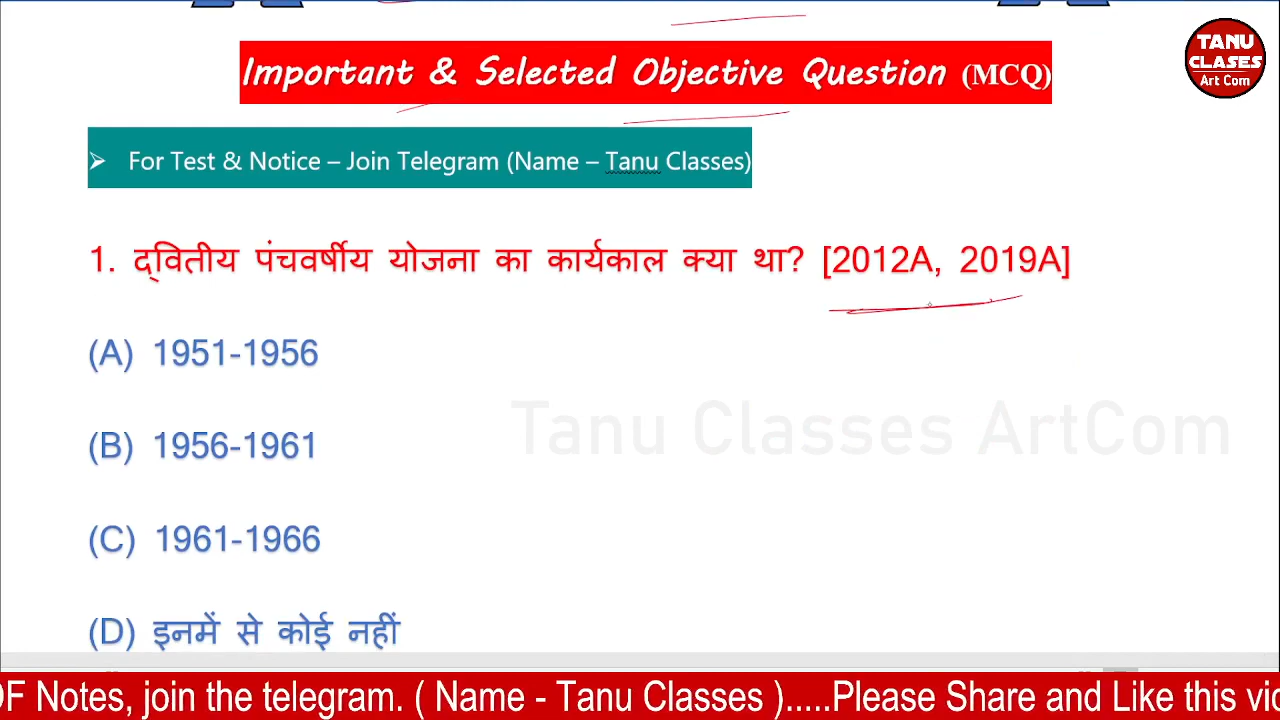 TANU
CLASES
Art Com
Important & Selected Objective Question (MCQ)
➢ For Test & Notice – Join Telegram (Name – Tanu Classes)
1. द्वितीय पंचवर्षीय योजना का कार्यकाल क्या था? [2012A, 2019A]
(A) 1951-1956
Tanu Classes ArtCom
(B) 1956-1961
(C) 1961-1966
(D) इनमें से कोई नहीं
F Notes, join the telegram. ( Name - Tanu Classes ).....Please Share and Like this